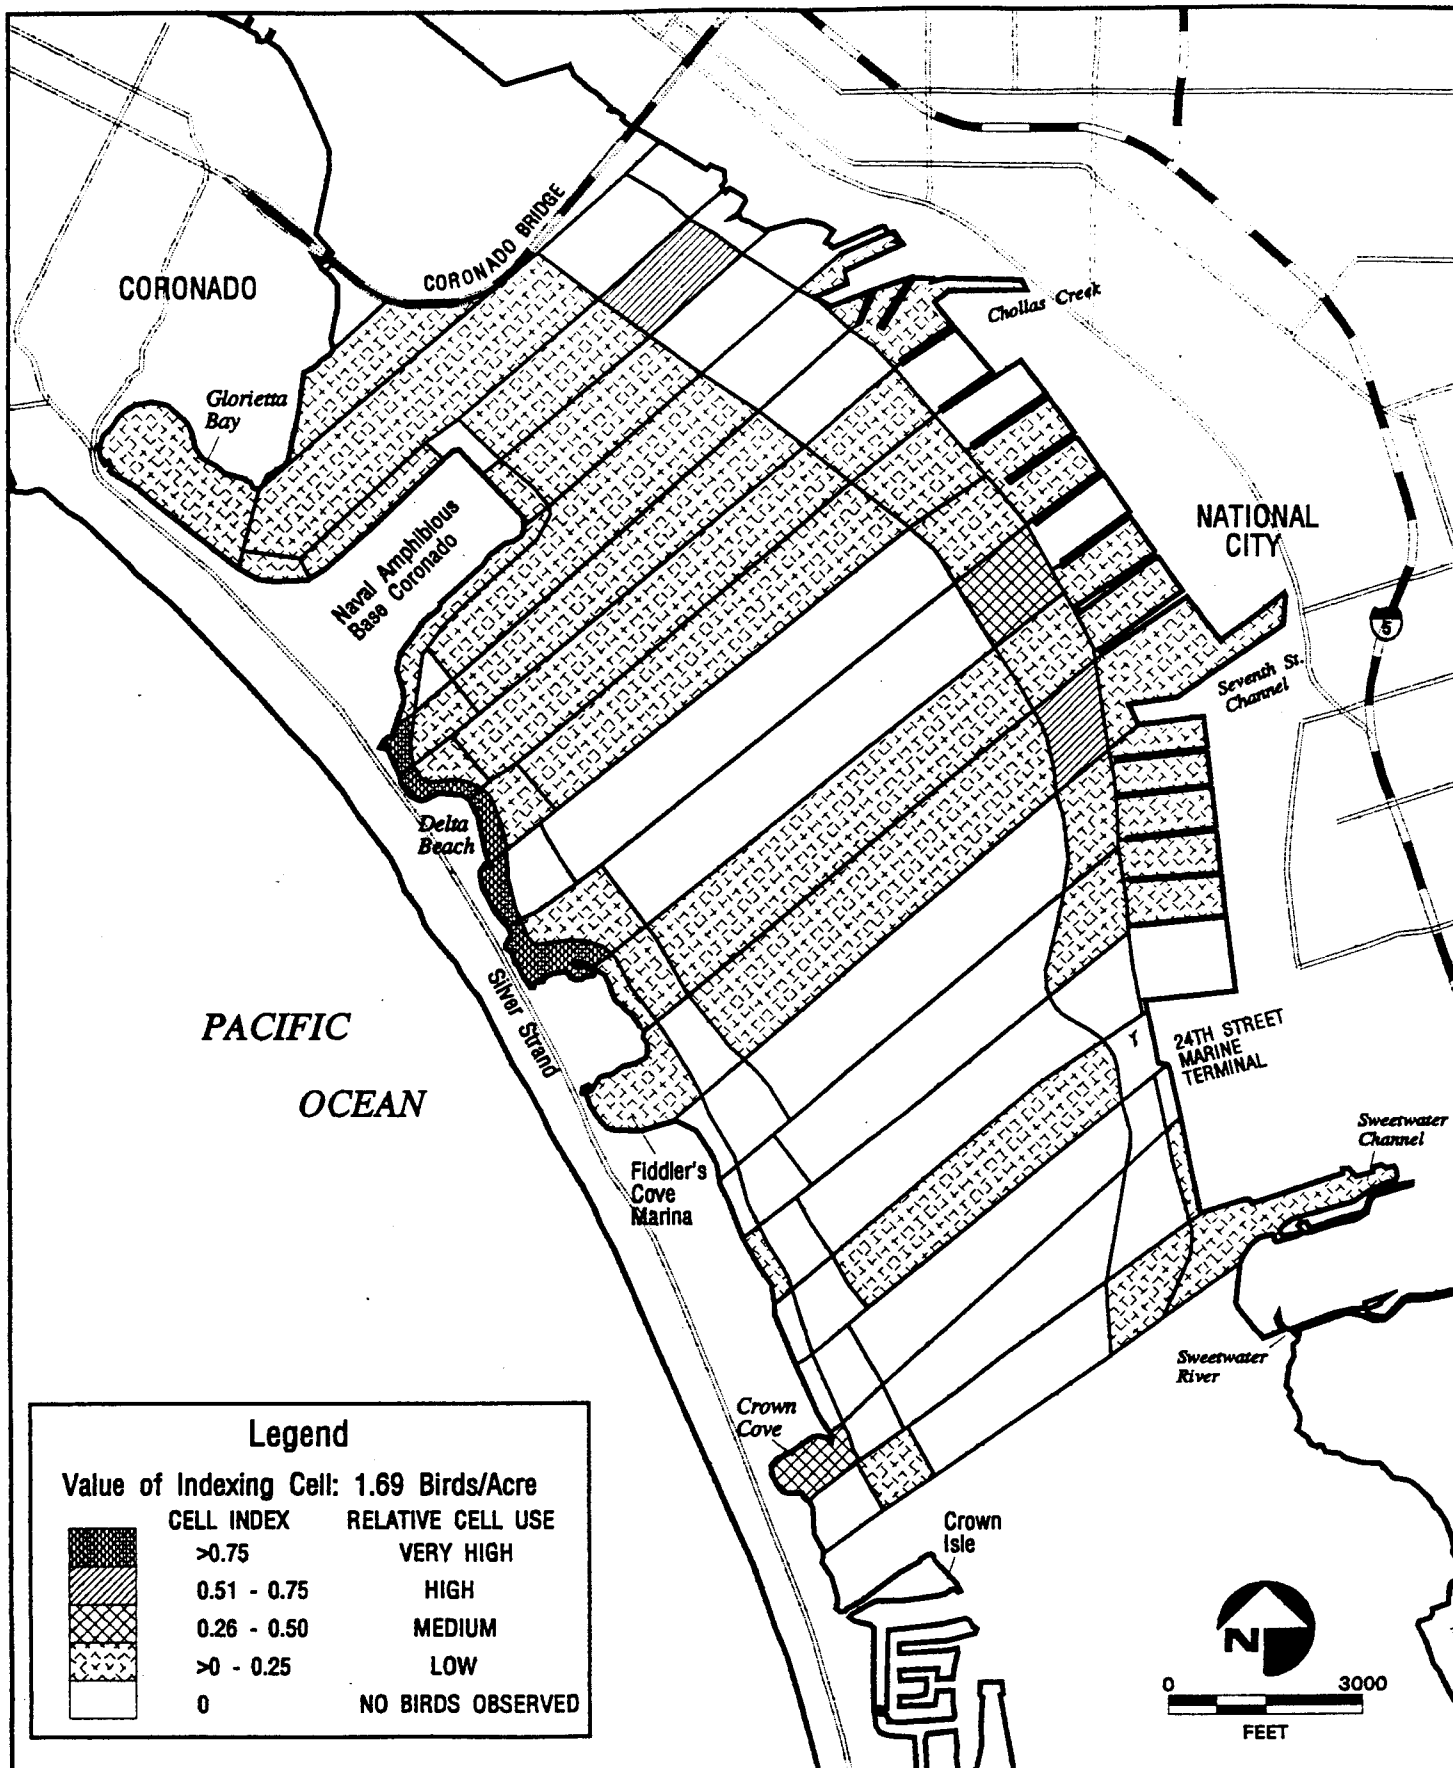 CORONADO BRIDGE
CORONADO
Chollas Creek
Glorietta
Bay
Naval Amphibious
Base Coronado
NATIONAL
CITY
5
Seventh St.
Channel
Delta
Beach
Silver Strand
PACIFIC
OCEAN
24TH STREET
MARINE
TERMINAL
Sweetwater
Channel
Fiddler's
Cove
Marina
Sweetwater
River
Crown
Cove
Crown
Isle
Legend
Value of Indexing Cell: 1.69 Birds/Acre
CELL INDEX RELATIVE CELL USE
>0.75 VERY HIGH
0.51 - 0.75 HIGH
0.26 - 0.50 MEDIUM
>0 - 0.25 LOW
0 NO BIRDS OBSERVED
N
0 3000
FEET